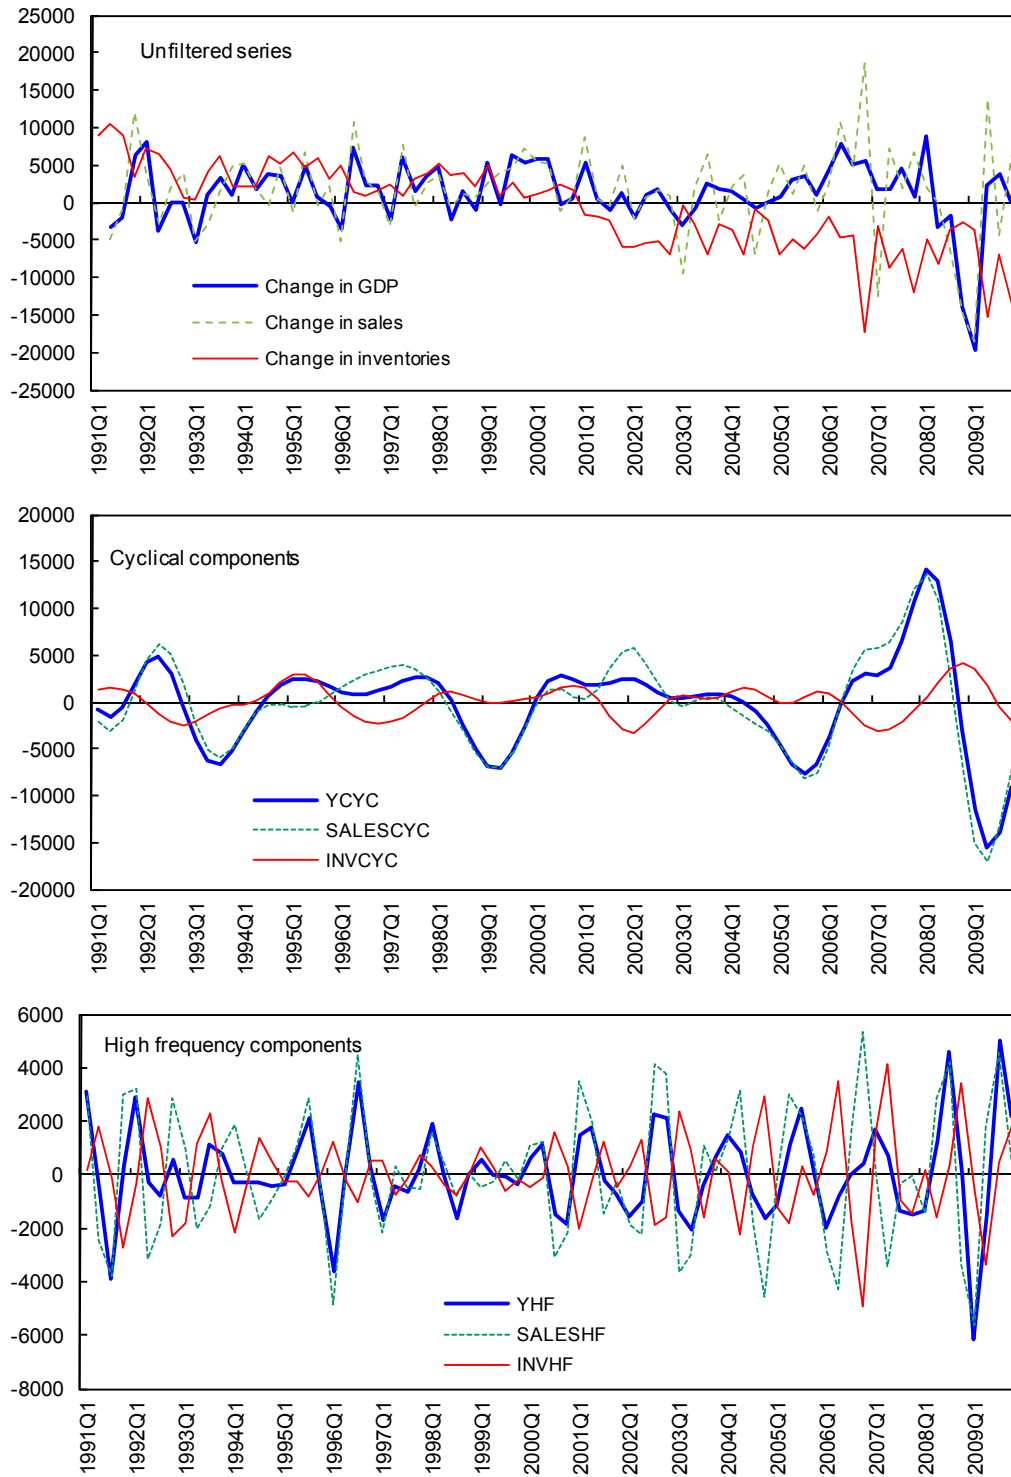 25000
Unfiltered series
20000
15000
10000
5000
0
-5000
-10000
Change in GDP
-15000
Change in sales
-20000
Change in inventories
-25000
1991Q1 1992Q1 1993Q1 1994Q1 1995Q1 1996Q1 1997Q1 1998Q1 1999Q1 2000Q1 2001Q1 2002Q1 2003Q1 2004Q1 2005Q1 2006Q1 2007Q1 2008Q1 2009Q1
20000
Cyclical components
15000
10000
5000
0
-5000
-10000
YCYC
-15000
SALESCYC
INVCYC
-20000
1991Q1 1992Q1 1993Q1 1994Q1 1995Q1 1996Q1 1997Q1 1998Q1 1999Q1 2000Q1 2001Q1 2002Q1 2003Q1 2004Q1 2005Q1 2006Q1 2007Q1 2008Q1 2009Q1
6000
High frequency components
4000
2000
0
-2000
-4000
YHF
-6000
SALESHF
INVHF
-8000
1991Q1 1992Q1 1993Q1 1994Q1 1995Q1 1996Q1 1997Q1 1998Q1 1999Q1 2000Q1 2001Q1 2002Q1 2003Q1 2004Q1 2005Q1 2006Q1 2007Q1 2008Q1 2009Q1